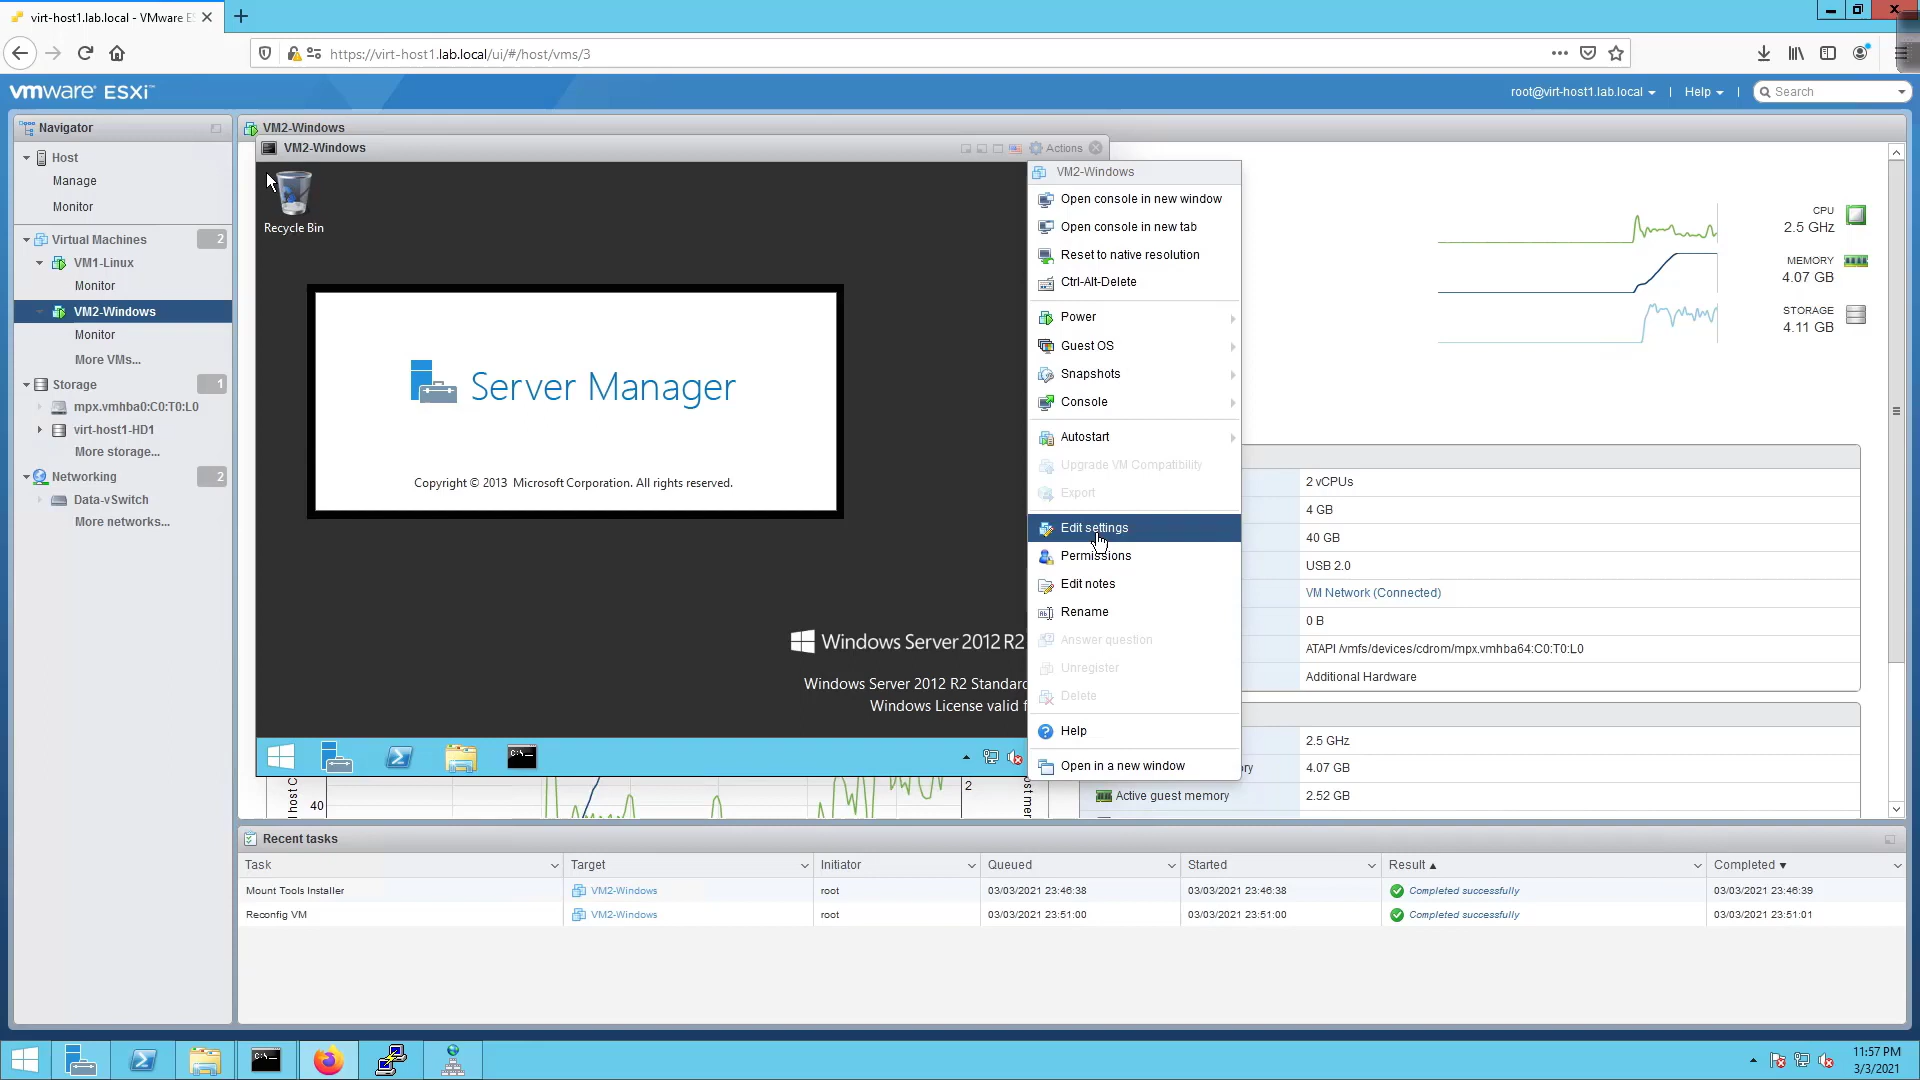 virt-host1.lab.local - VMware ES
https://virt-host1.lab.local/ui/#/host/vms/3
vmware ESXi
root@virt-host1.lab.local
Help
Search
Navigator
Host
Manage
Monitor
Virtual Machines
2
VM1-Linux
Monitor
VM2-Windows
Monitor
More VMs...
Storage
1
mpx.vmhba0:C0:T0:L0
virt-host1-HD1
More storage...
Networking
2
Data-vSwitch
More networks...
VM2-Windows
VM2-Windows
Actions
Recycle Bin
Server Manager
Copyright © 2013 Microsoft Corporation. All rights reserved.
Windows Server 2012 R2
Windows Server 2012 R2 Standar
Windows License valid f
VM2-Windows
Open console in new window
Open console in new tab
Reset to native resolution
Ctrl-Alt-Delete
Power
Guest OS
Snapshots
Console
Autostart
Upgrade VM Compatibility
Export
Edit settings
Permissions
Edit notes
Rename
Answer question
Unregister
Delete
Help
Open in a new window
CPU
2.5 GHz
MEMORY
4.07 GB
STORAGE
4.11 GB
2 vCPUs
4 GB
40 GB
USB 2.0
VM Network (Connected)
0 B
ATAPI /vmfs/devices/cdrom/mpx.vmhba64:C0:T0:L0
Additional Hardware
2.5 GHz
4.07 GB
Active guest memory
2.52 GB
40
2
Recent tasks
Task Target Initiator Queued Started Result Completed
Mount Tools Installer VM2-Windows root 03/03/2021 23:46:38 03/03/2021 23:46:38 Completed successfully 03/03/2021 23:46:39
Reconfig VM VM2-Windows root 03/03/2021 23:51:00 03/03/2021 23:51:00 Completed successfully 03/03/2021 23:51:01
11:57 PM
3/3/2021